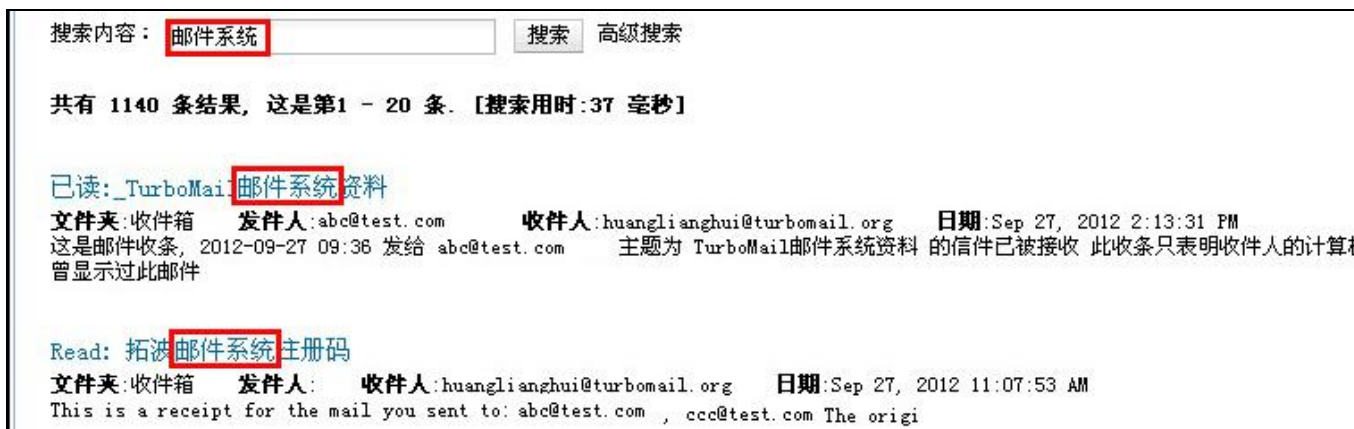 搜索内容： 邮件系统 搜索 高级搜索
共有 1140 条结果, 这是第1 - 20 条. [搜索用时:37 毫秒]
已读:_TurboMail邮件系统资料
文件夹:收件箱 发件人:abc@test.com 收件人:huanglianghui@turbomail.org 日期:Sep 27, 2012 2:13:31 PM
这是邮件收条, 2012-09-27 09:36 发给 abc@test.com 主题为 TurboMail邮件系统资料 的信件已被接收 此收条只表明收件人的计算机
曾显示过此邮件
Read: 拓波邮件系统注册码
文件夹:收件箱 发件人: 收件人:huanglianghui@turbomail.org 日期:Sep 27, 2012 11:07:53 AM
This is a receipt for the mail you sent to: abc@test.com , ccc@test.com The origi